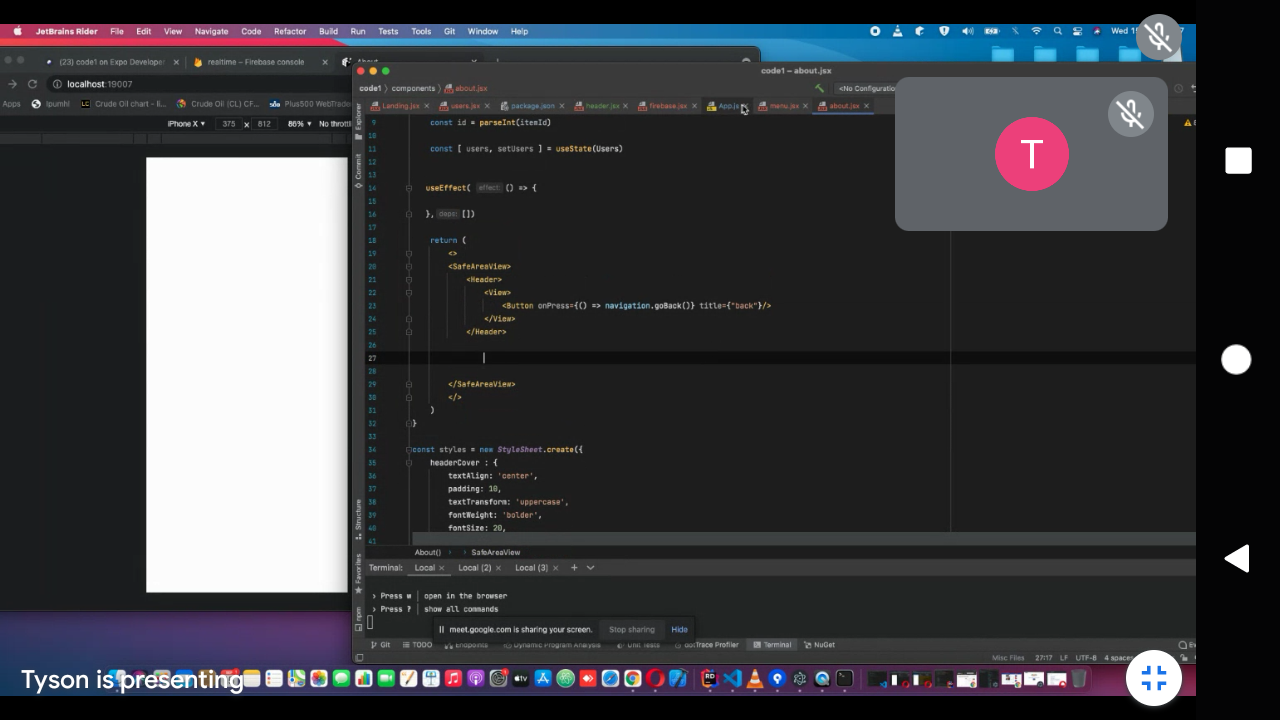 JetBrains Rider File Edit View Navigate Code Refactor Build Run Tests Tools Git Window Help Wed
(23) code1 on Expo Developer × realtime – Firebase console × About
localhost:19007
code1 – about.jsx
Apps Ipumhi Crude Oil chart - li... Crude Oil (CL) CF... Plus500 WebTrade
code1 components about.jsx <No Configuratio
Landing.jsx users.jsx package.json header.jsx firebase.jsx App.js menu.jsx about.jsx
iPhone X ▾ 375 × 812 86% ▾ No thrott
Explorer
Commit
9 const id = parseInt(itemId)
10
11 const [ users, setUsers ] = useState(Users)
12
13
14 useEffect( effect: () => {
15
16 }, deps: [])
17
18 return (
19 <>
20 <SafeAreaView>
21 <Header>
22 <View>
23 <Button onPress={() => navigation.goBack()} title={"back"}/>
24 </View>
25 </Header>
26
27
28
29 </SafeAreaView>
30 </>
31 )
32 }
33
34 const styles = new StyleSheet.create({
35 headerCover : {
36 textAlign: 'center',
37 padding: 10,
38 textTransform: 'uppercase',
39 fontWeight: 'bolder',
40 fontSize: 20,
41
T
Structure
Favorites
npm
About() SafeAreaView
Terminal: Local × Local (2) × Local (3) × +
› Press w | open in the browser
› Press ? | show all commands
meet.google.com is sharing your screen. Stop sharing Hide
Git TODO Endpoints Dynamic Program Analysis Unit Tests dotTrace Profiler Terminal NuGet
Misc Files 27:17 LF UTF-8 4 spaces
Tyson is presenting